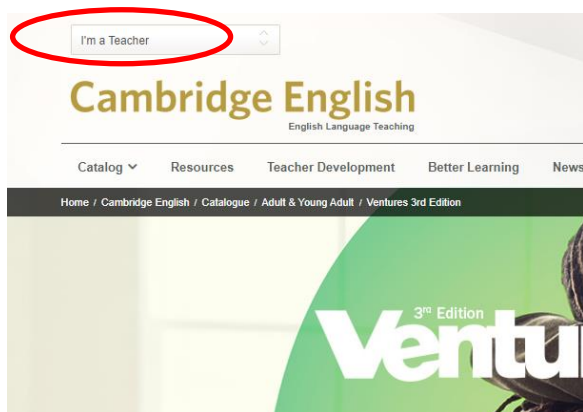 I'm a Teacher
Cambridge English
English Language Teaching
Catalog Resources Teacher Development Better Learning News
Home / Cambridge English / Catalogue / Adult & Young Adult / Ventures 3rd Edition
3rd Edition
Ventu